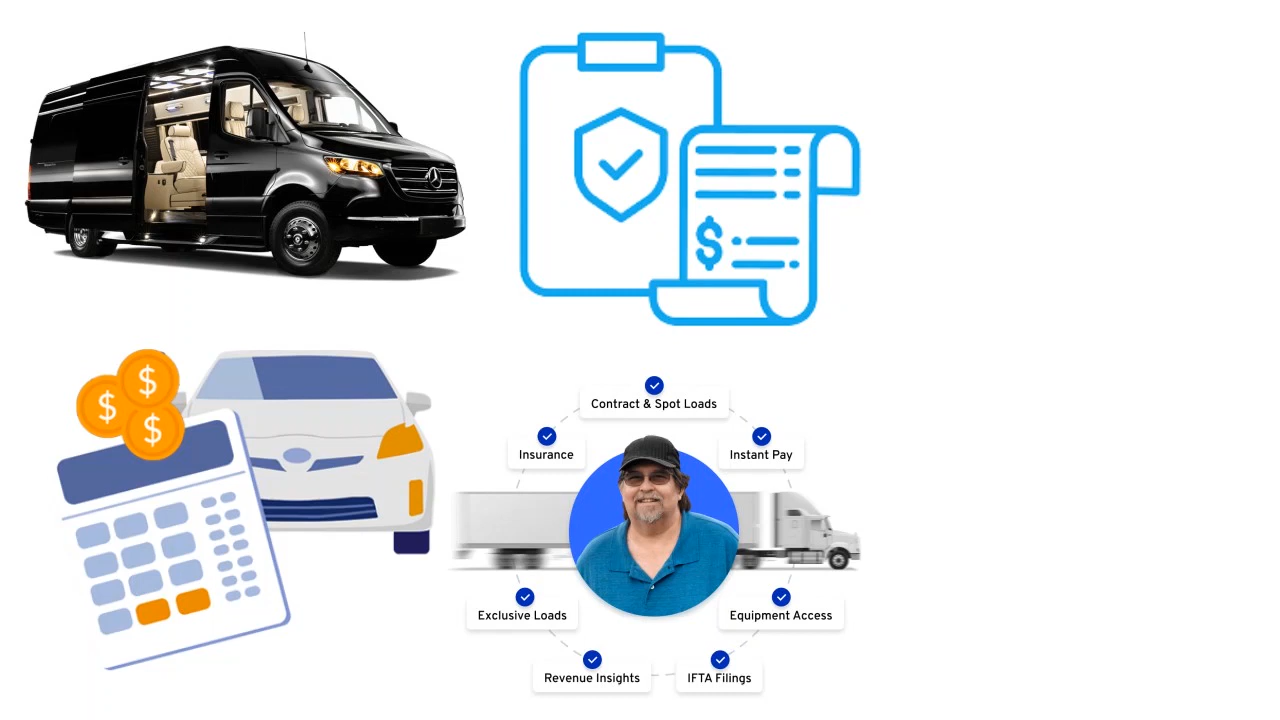 $
$
$
$
Contract & Spot Loads
Insurance
Instant Pay
Exclusive Loads
Equipment Access
Revenue Insights
IFTA Filings